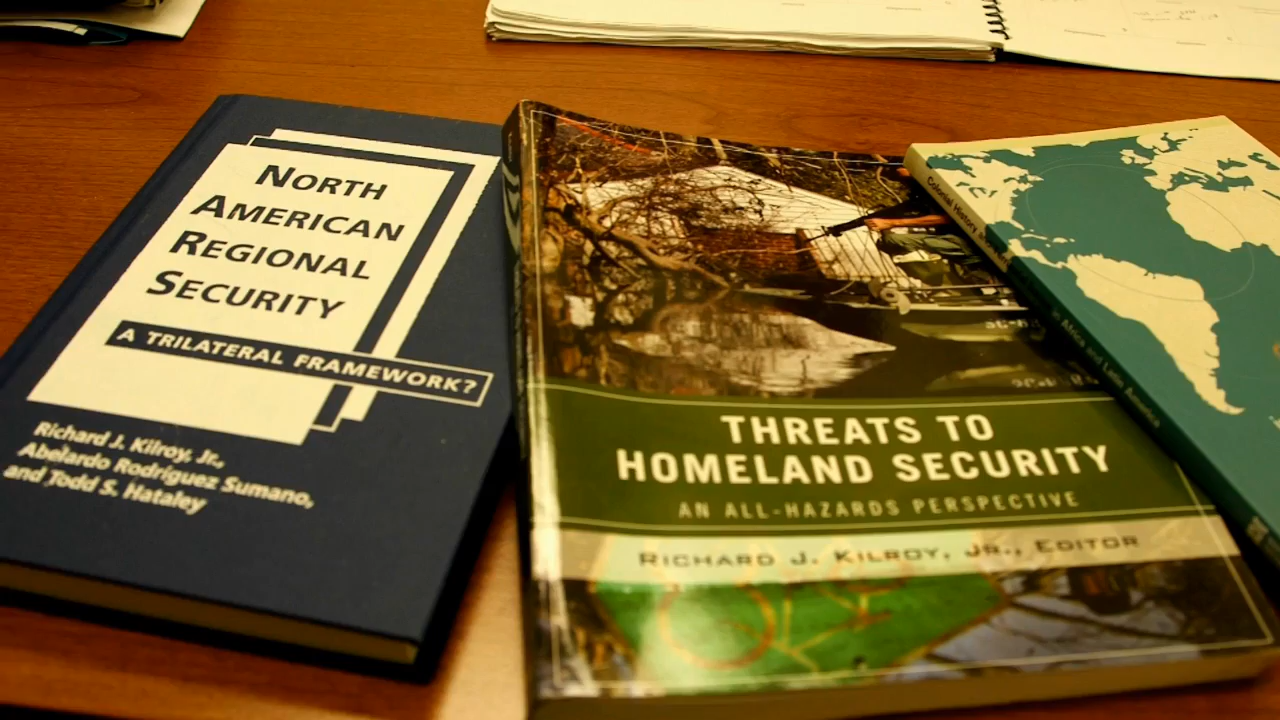 NORTH
AMERICAN
REGIONAL
SECURITY
A TRILATERAL FRAMEWORK?
Richard J. Kilroy, Jr.,
Abelardo Rodríguez Sumano,
and Todd S. Hataley
THREATS TO
HOMELAND SECURITY
AN ALL-HAZARDS PERSPECTIVE
RICHARD J. KILROY, JR., EDITOR
Colonial History
in Africa and Latin America